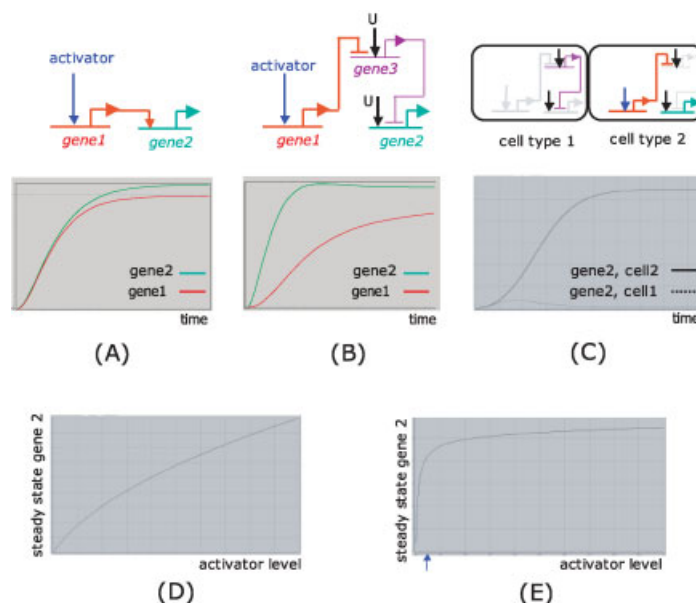 activator
gene1
gene2
gene2
gene1
time
(A)
activator
U
gene3
U
gene1
gene2
gene2
gene1
time
(B)
cell type 1
cell type 2
gene2, cell2
gene2, cell1
time
(C)
steady state gene 2
activator level
(D)
steady state gene 2
activator level
(E)